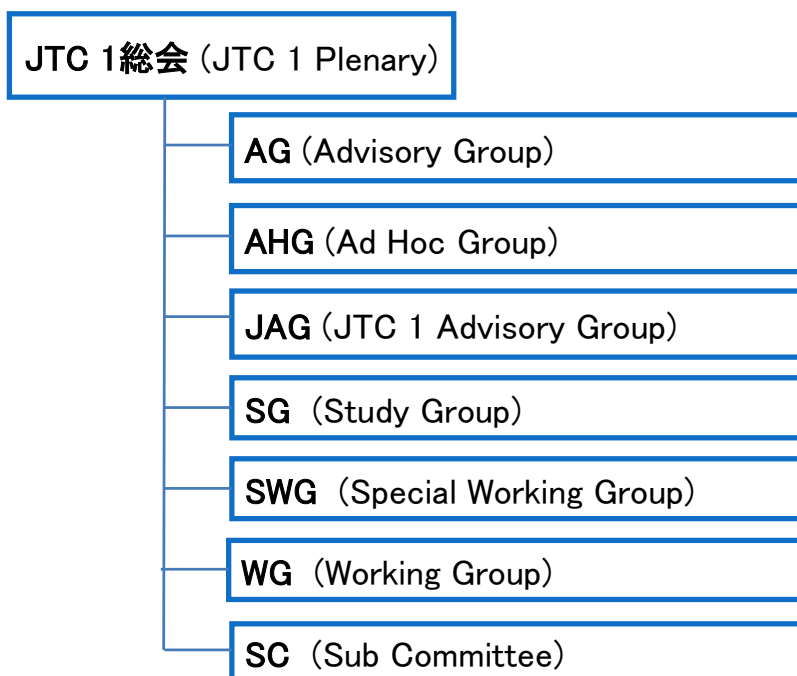 JTC 1総会 (JTC 1 Plenary)
AG (Advisory Group)
AHG (Ad Hoc Group)
JAG (JTC 1 Advisory Group)
SG (Study Group)
SWG (Special Working Group)
WG (Working Group)
SC (Sub Committee)